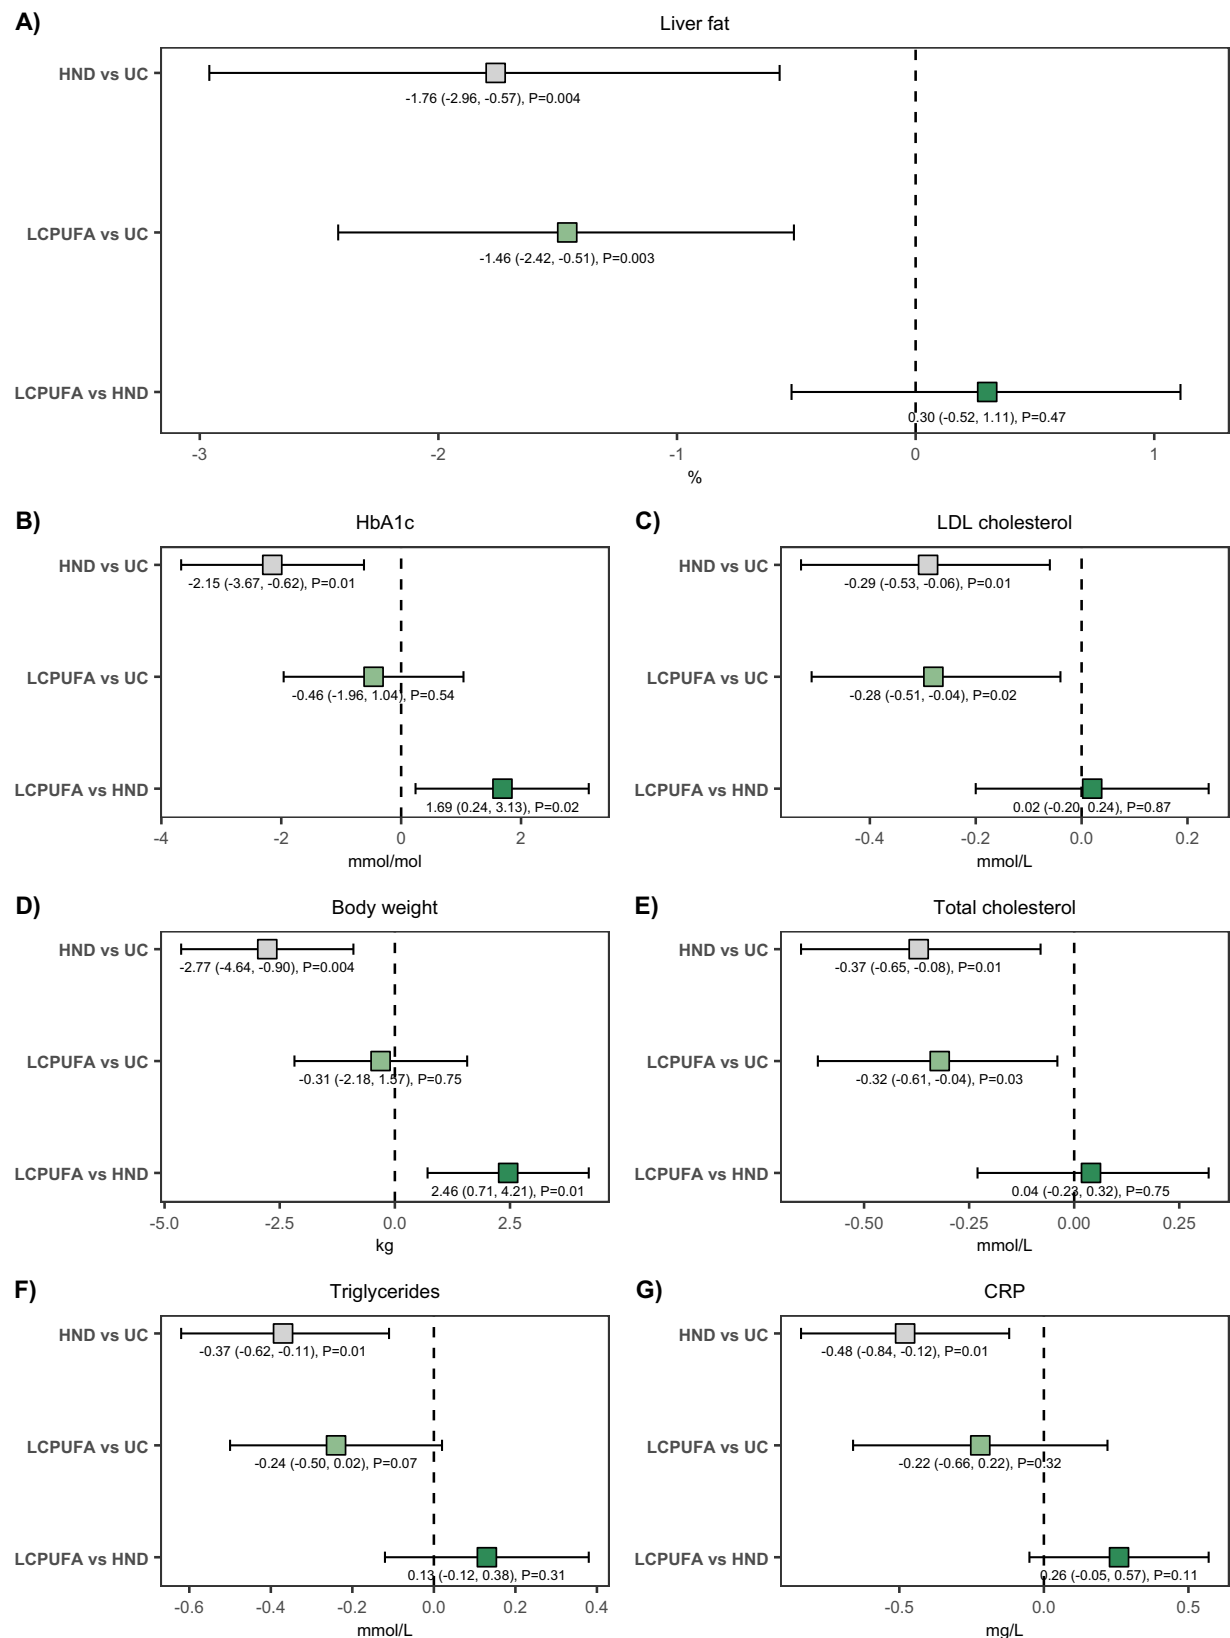 A)
Liver fat
HND vs UC
-1.76 (-2.96, -0.57), P=0.004
LCPUFA vs UC
-1.46 (-2.42, -0.51), P=0.003
LCPUFA vs HND
0.30 (-0.52, 1.11), P=0.47
-3 -2 -1 0 1
%
B)
HbA1c
HND vs UC
-2.15 (-3.67, -0.62), P=0.01
LCPUFA vs UC
-0.46 (-1.96, 1.04), P=0.54
LCPUFA vs HND
1.69 (0.24, 3.13), P=0.02
-4 -2 0 2
mmol/mol
C)
LDL cholesterol
HND vs UC
-0.29 (-0.53, -0.06), P=0.01
LCPUFA vs UC
-0.28 (-0.51, -0.04), P=0.02
LCPUFA vs HND
0.02 (-0.20, 0.24), P=0.87
-0.4 -0.2 0.0 0.2
mmol/L
D)
Body weight
HND vs UC
-2.77 (-4.64, -0.90), P=0.004
LCPUFA vs UC
-0.31 (-2.18, 1.57), P=0.75
LCPUFA vs HND
2.46 (0.71, 4.21), P=0.01
-5.0 -2.5 0.0 2.5
kg
E)
Total cholesterol
HND vs UC
-0.37 (-0.65, -0.08), P=0.01
LCPUFA vs UC
-0.32 (-0.61, -0.04), P=0.03
LCPUFA vs HND
0.04 (-0.23, 0.32), P=0.75
-0.50 -0.25 0.00 0.25
mmol/L
F)
Triglycerides
HND vs UC
-0.37 (-0.62, -0.11), P=0.01
LCPUFA vs UC
-0.24 (-0.50, 0.02), P=0.07
LCPUFA vs HND
0.13 (-0.12, 0.38), P=0.31
-0.6 -0.4 -0.2 0.0 0.2 0.4
mmol/L
G)
CRP
HND vs UC
-0.48 (-0.84, -0.12), P=0.01
LCPUFA vs UC
-0.22 (-0.66, 0.22), P=0.32
LCPUFA vs HND
0.26 (-0.05, 0.57), P=0.11
-0.5 0.0 0.5
mg/L